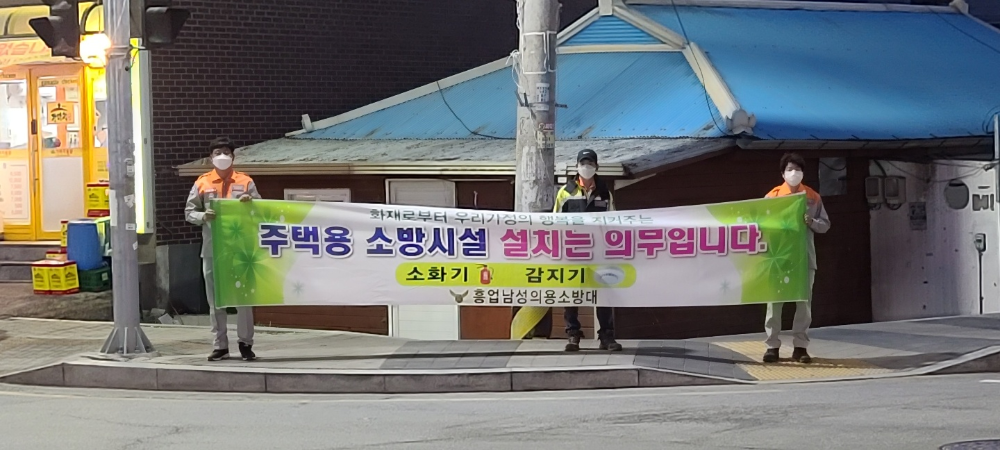 화재로부터 우리가정의 행복을 지키주는
주택용 소방시설 설치는 의무입니다.
소화기 감지기
흥업남성의용소방대